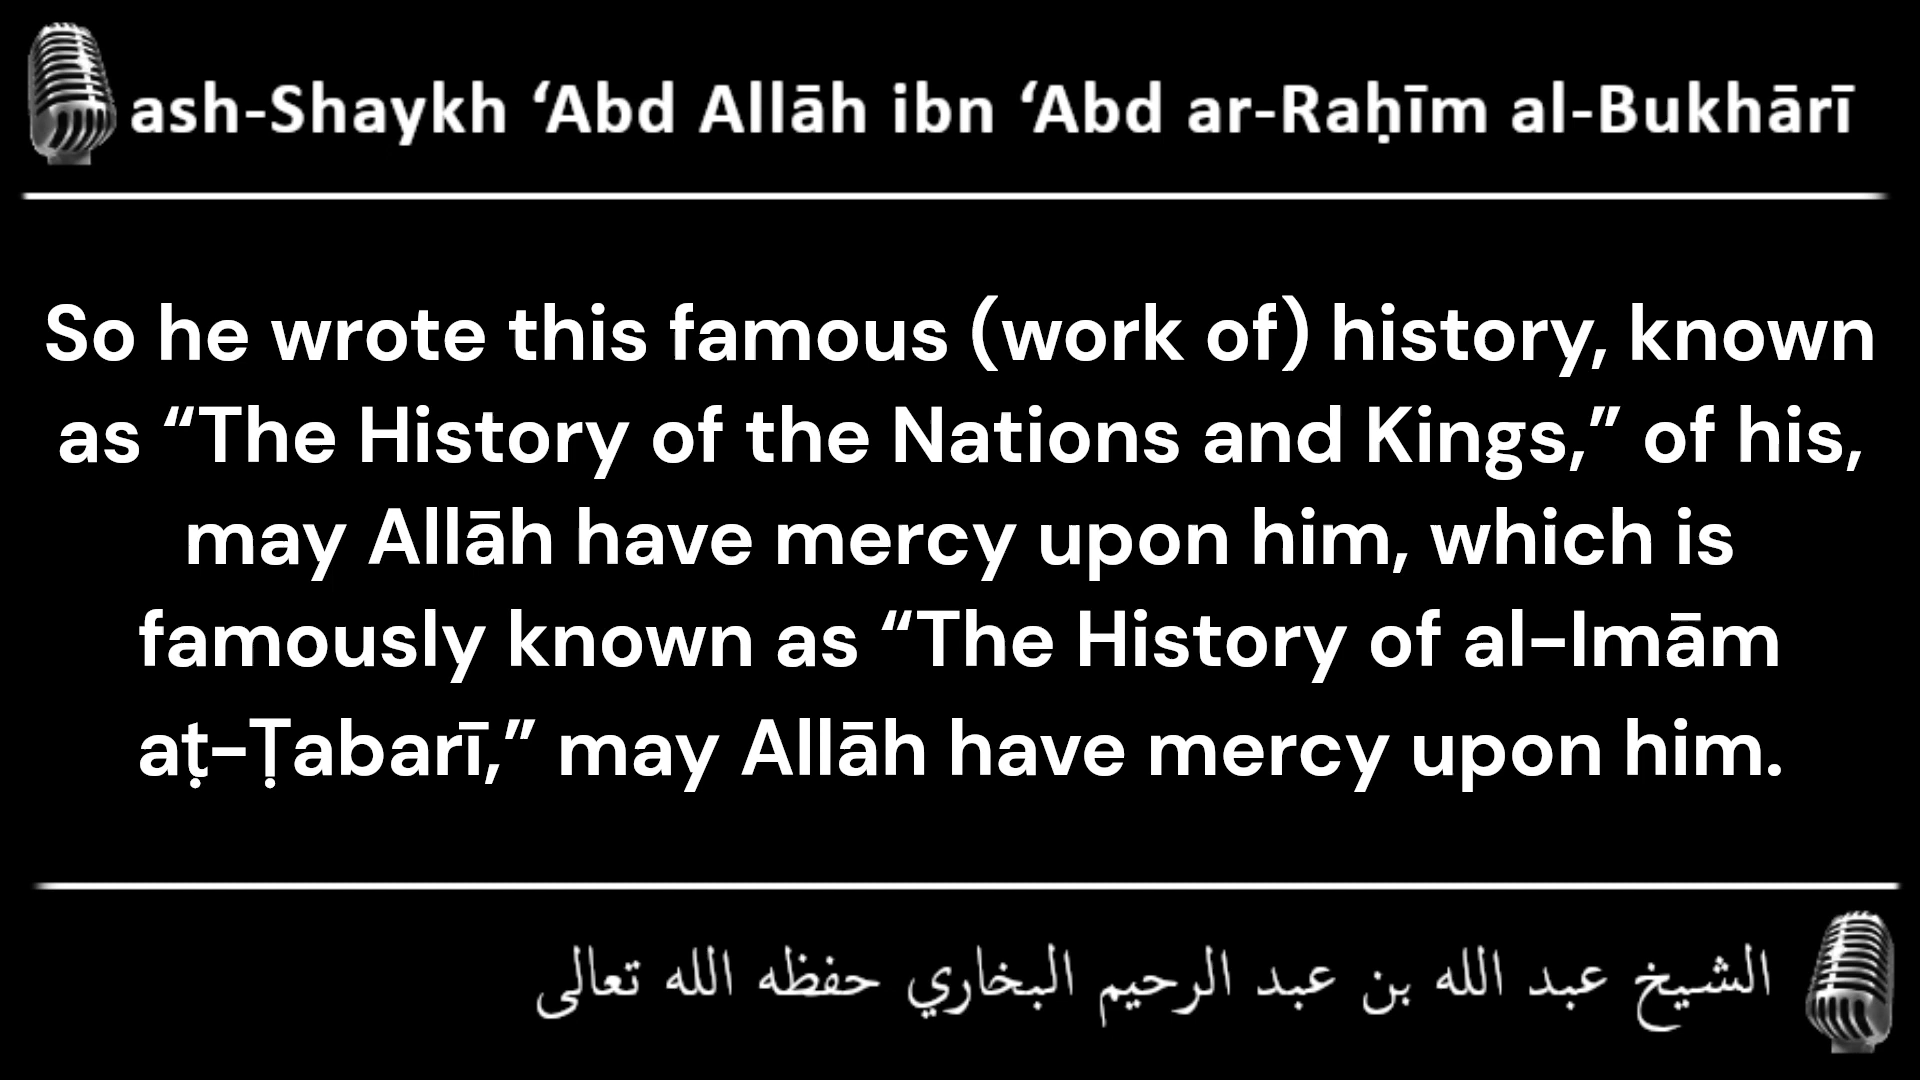 ash-Shaykh ‘Abd Allāh ibn ‘Abd ar-Raḥīm al-Bukhārī
So he wrote this famous (work of) history, known
as “The History of the Nations and Kings,” of his,
may Allāh have mercy upon him, which is
famously known as “The History of al-Imām
aṭ-Ṭabarī,” may Allāh have mercy upon him.
الشيخ عبد الله بن عبد الرحيم البخاري حفظه الله تعالى